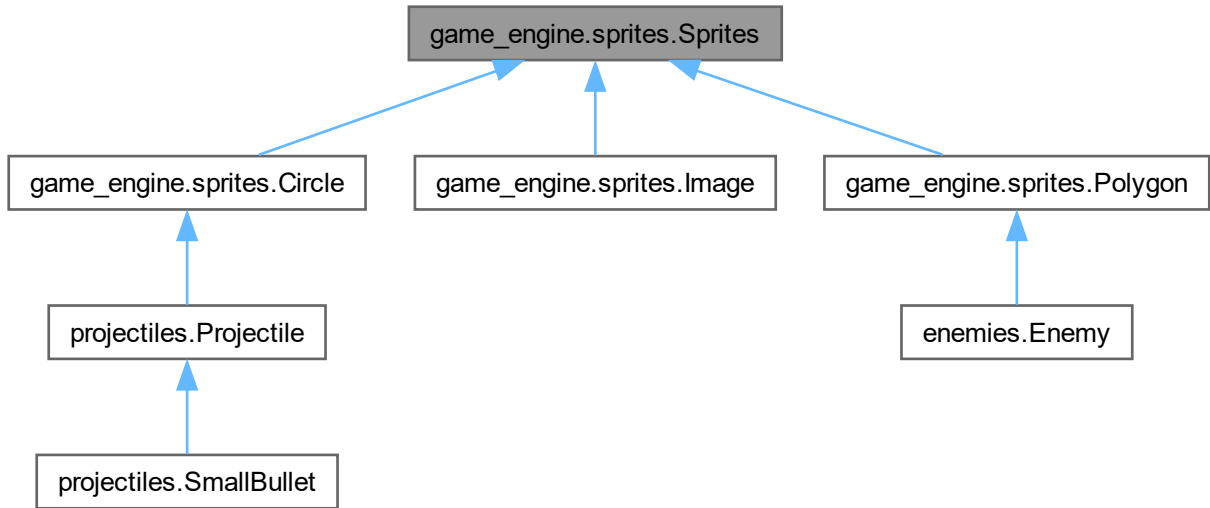 game_engine.sprites.Sprites
game_engine.sprites.Circle
game_engine.sprites.Image
game_engine.sprites.Polygon
projectiles.Projectile
enemies.Enemy
projectiles.SmallBullet